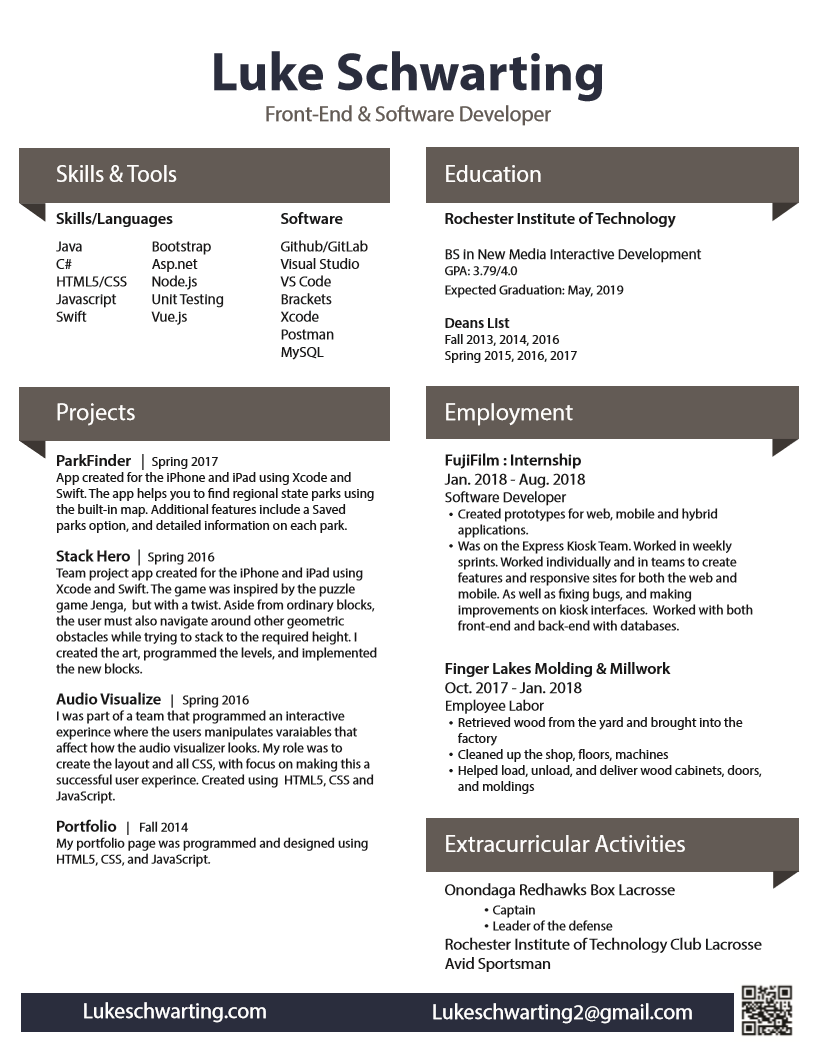 Luke Schwarting
Front-End & Software Developer
Skills & Tools
Skills/Languages
Java
C#
HTML5/CSS
Javascript
Swift
Bootstrap
Asp.net
Node.js
Unit Testing
Vue.js
Software
Github/GitLab
Visual Studio
VS Code
Brackets
Xcode
Postman
MySQL
Projects
ParkFinder | Spring 2017
App created for the iPhone and iPad using Xcode and
Swift. The app helps you to find regional state parks using
the built-in map. Additional features include a Saved
parks option, and detailed information on each park.
Stack Hero | Spring 2016
Team project app created for the iPhone and iPad using
Xcode and Swift. The game was inspired by the puzzle
game Jenga, but with a twist. Aside from ordinary blocks,
the user must also navigate around other geometric
obstacles while trying to stack to the required height. I
created the art, programmed the levels, and implemented
the new blocks.
Audio Visualize | Spring 2016
I was part of a team that programmed an interactive
experince where the users manipulates varaiables that
affect how the audio visualizer looks. My role was to
create the layout and all CSS, with focus on making this a
successful user experince. Created using HTML5, CSS and
JavaScript.
Portfolio | Fall 2014
My portfolio page was programmed and designed using
HTML5, CSS, and JavaScript.
Education
Rochester Institute of Technology
BS in New Media Interactive Development
GPA: 3.79/4.0
Expected Graduation: May, 2019
Deans LIst
Fall 2013, 2014, 2016
Spring 2015, 2016, 2017
Employment
FujiFilm : Internship
Jan. 2018 - Aug. 2018
Software Developer
• Created prototypes for web, mobile and hybrid
applications.
• Was on the Express Kiosk Team. Worked in weekly
sprints. Worked individually and in teams to create
features and responsive sites for both the web and
mobile. As well as fixing bugs, and making
improvements on kiosk interfaces. Worked with both
front-end and back-end with databases.
Finger Lakes Molding & Millwork
Oct. 2017 - Jan. 2018
Employee Labor
• Retrieved wood from the yard and brought into the
factory
• Cleaned up the shop, floors, machines
• Helped load, unload, and deliver wood cabinets, doors,
and moldings
Extracurricular Activities
Onondaga Redhawks Box Lacrosse
• Captain
• Leader of the defense
Rochester Institute of Technology Club Lacrosse
Avid Sportsman
Lukeschwarting.com
Lukeschwarting2@gmail.com